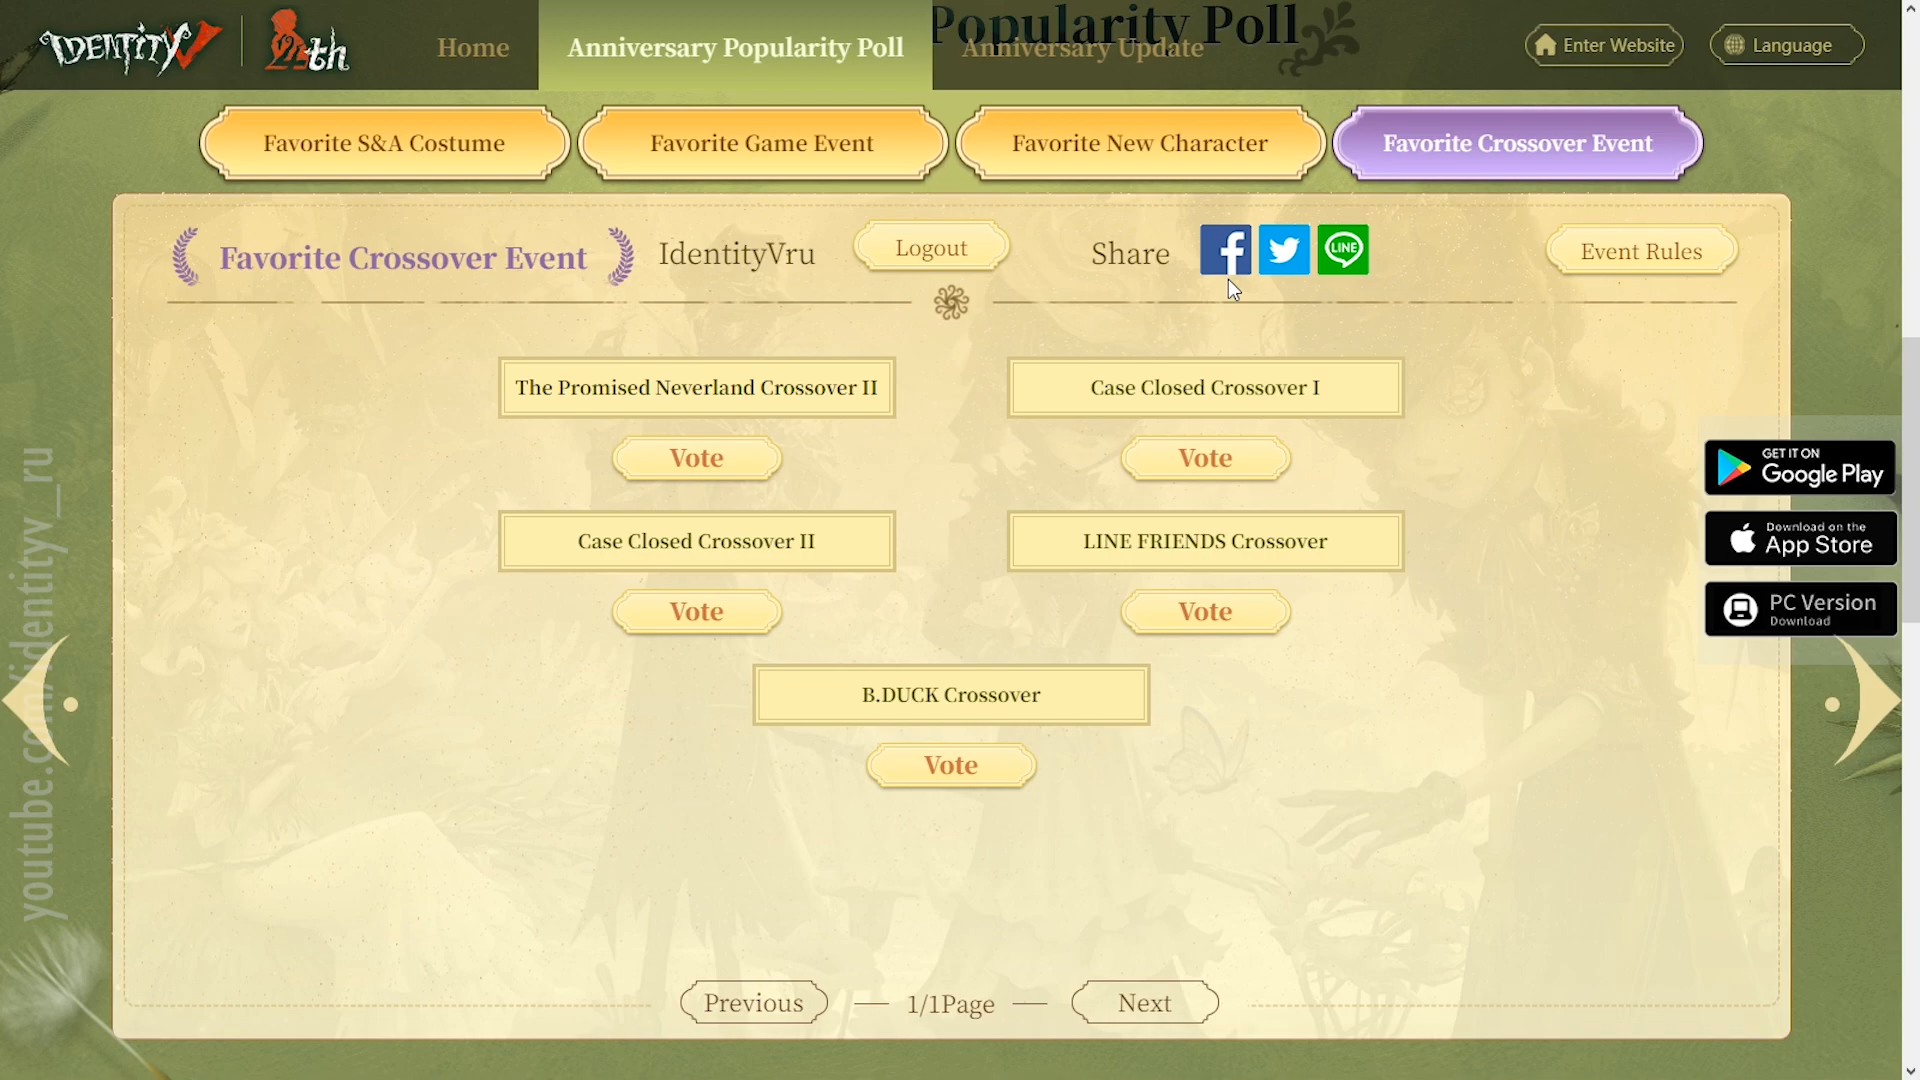 Popularity Poll
IDENTITY V
th
Home
Anniversary Popularity Poll
Anniversary Update
Enter Website
Language
Favorite S&A Costume
Favorite Game Event
Favorite New Character
Favorite Crossover Event
Favorite Crossover Event
IdentityVru
Logout
Share
LINE
Event Rules
The Promised Neverland Crossover II
Case Closed Crossover I
Vote
Vote
Case Closed Crossover II
LINE FRIENDS Crossover
Vote
Vote
B.DUCK Crossover
Vote
GET IT ON
Google Play
Download on the
App Store
PC Version
Download
youtube.com/identityv_ru
Previous
1/1Page
Next